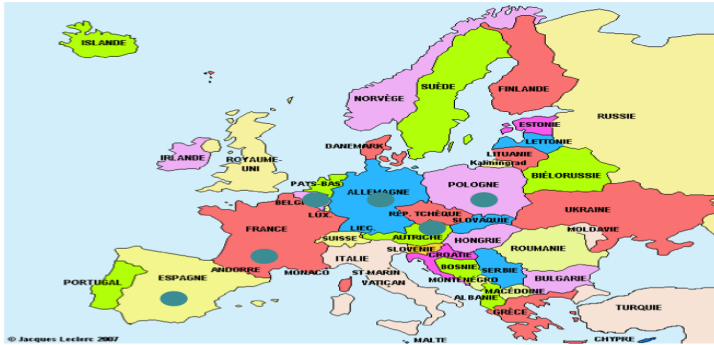 ISLANDE
SUÈDE
FINLANDE
NORVÈGE
RUSSIE
ESTONIE
LETTONIE
DANEMARK
LITUANIE
Kaliningrad
IRLANDE
ROYAUME-
UNI
BIÉLORUSSIE
PAYS-BAS
ALLEMAGNE
POLOGNE
BELG
LUX.
RÉP. TCHÈQUE
UKRAINE
SLOVAQUIE
MOLDAVIE
FRANCE
LIEC.
SUISSE
AUTRICHE
HONGRIE
ROUMANIE
SLOVÉNIE
CROATIE
ITALIE
BOSNIE
SERBIE
ANDORRE
MONACO
ST-MARIN
VATICAN
MONTÉNÉGRO
BULGARIE
ESPAGNE
PORTUGAL
MACÉDOINE
ALBANIE
GRÈCE
TURQUIE
MALTE
CHYPRE
© Jacques Leclerc 2007